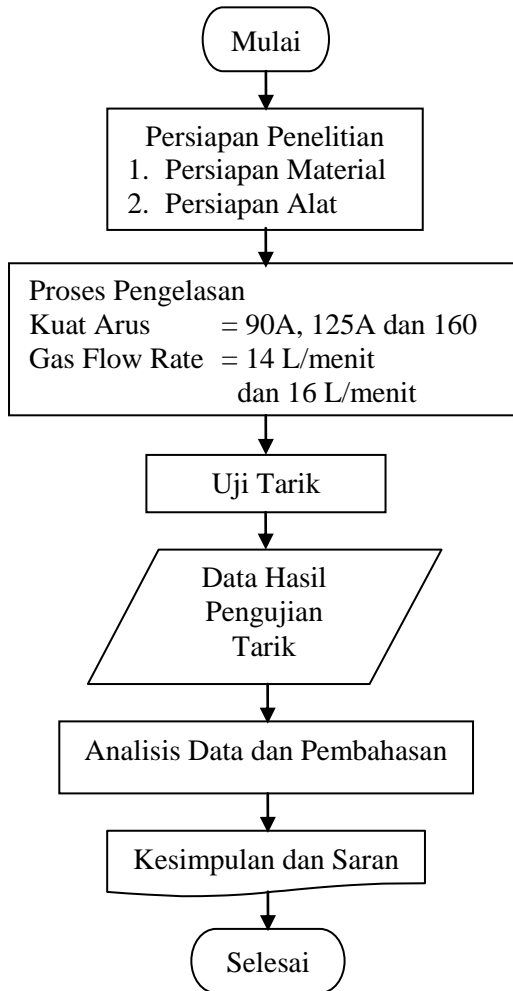 Mulai
Persiapan Penelitian
1. Persiapan Material
2. Persiapan Alat
Proses Pengelasan
Kuat Arus = 90A, 125A dan 160
Gas Flow Rate = 14 L/menit
dan 16 L/menit
Uji Tarik
Data Hasil
Pengujian
Tarik
Analisis Data dan Pembahasan
Kesimpulan dan Saran
Selesai